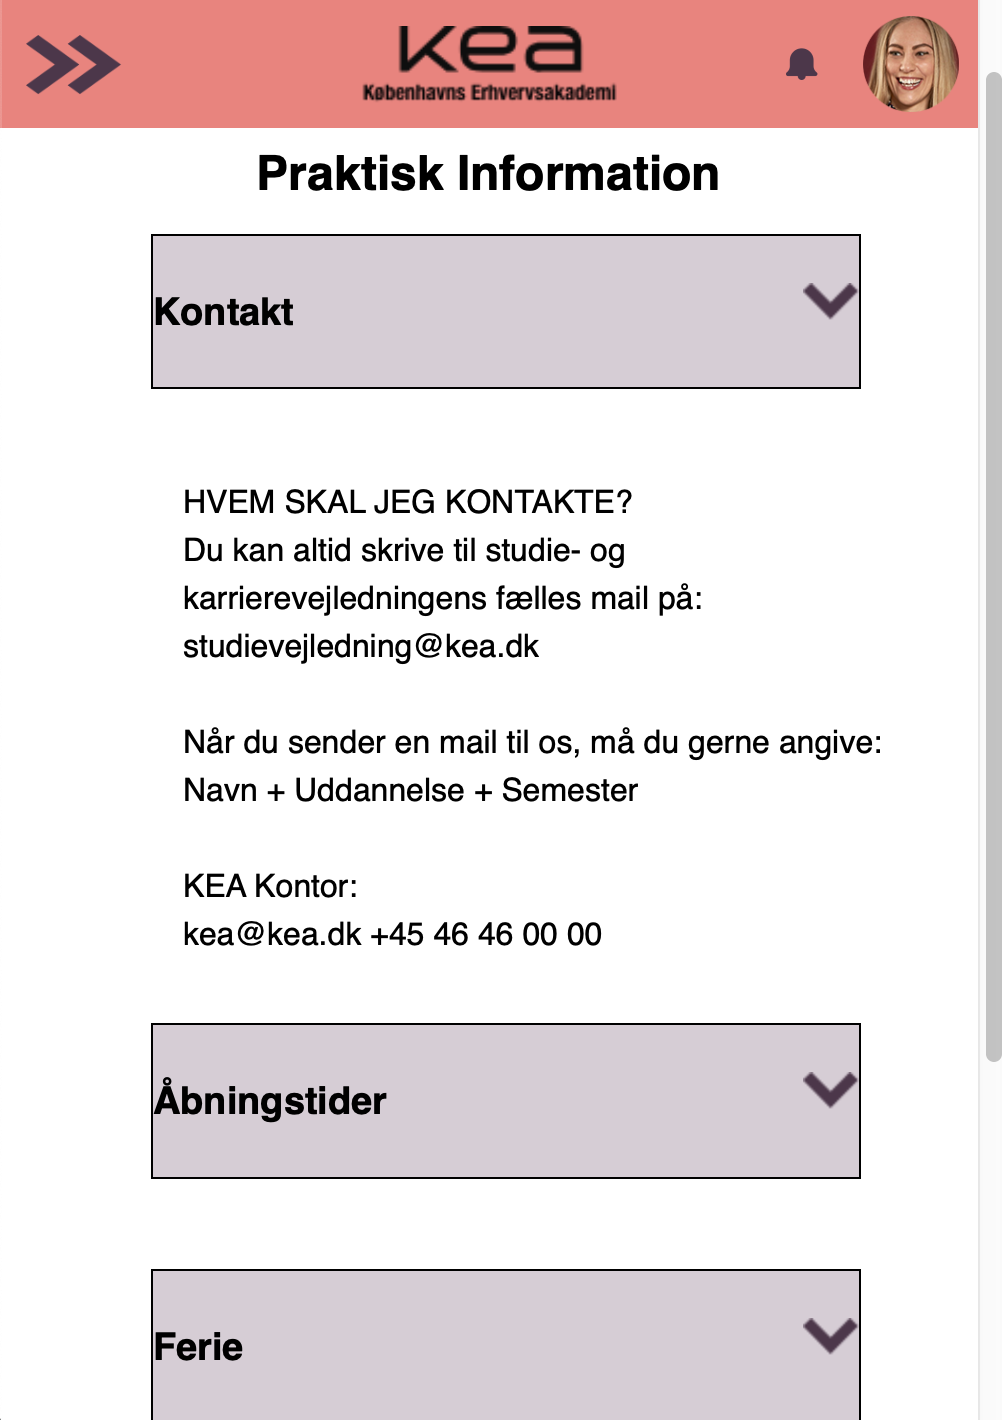 kea
Københavns Erhvervsakademi
Praktisk Information
Kontakt
HVEM SKAL JEG KONTAKTE?
Du kan altid skrive til studie- og
karrierevejledningens fælles mail på:
studievejledning@kea.dk
Når du sender en mail til os, må du gerne angive:
Navn + Uddannelse + Semester
KEA Kontor:
kea@kea.dk +45 46 46 00 00
Åbningstider
Ferie